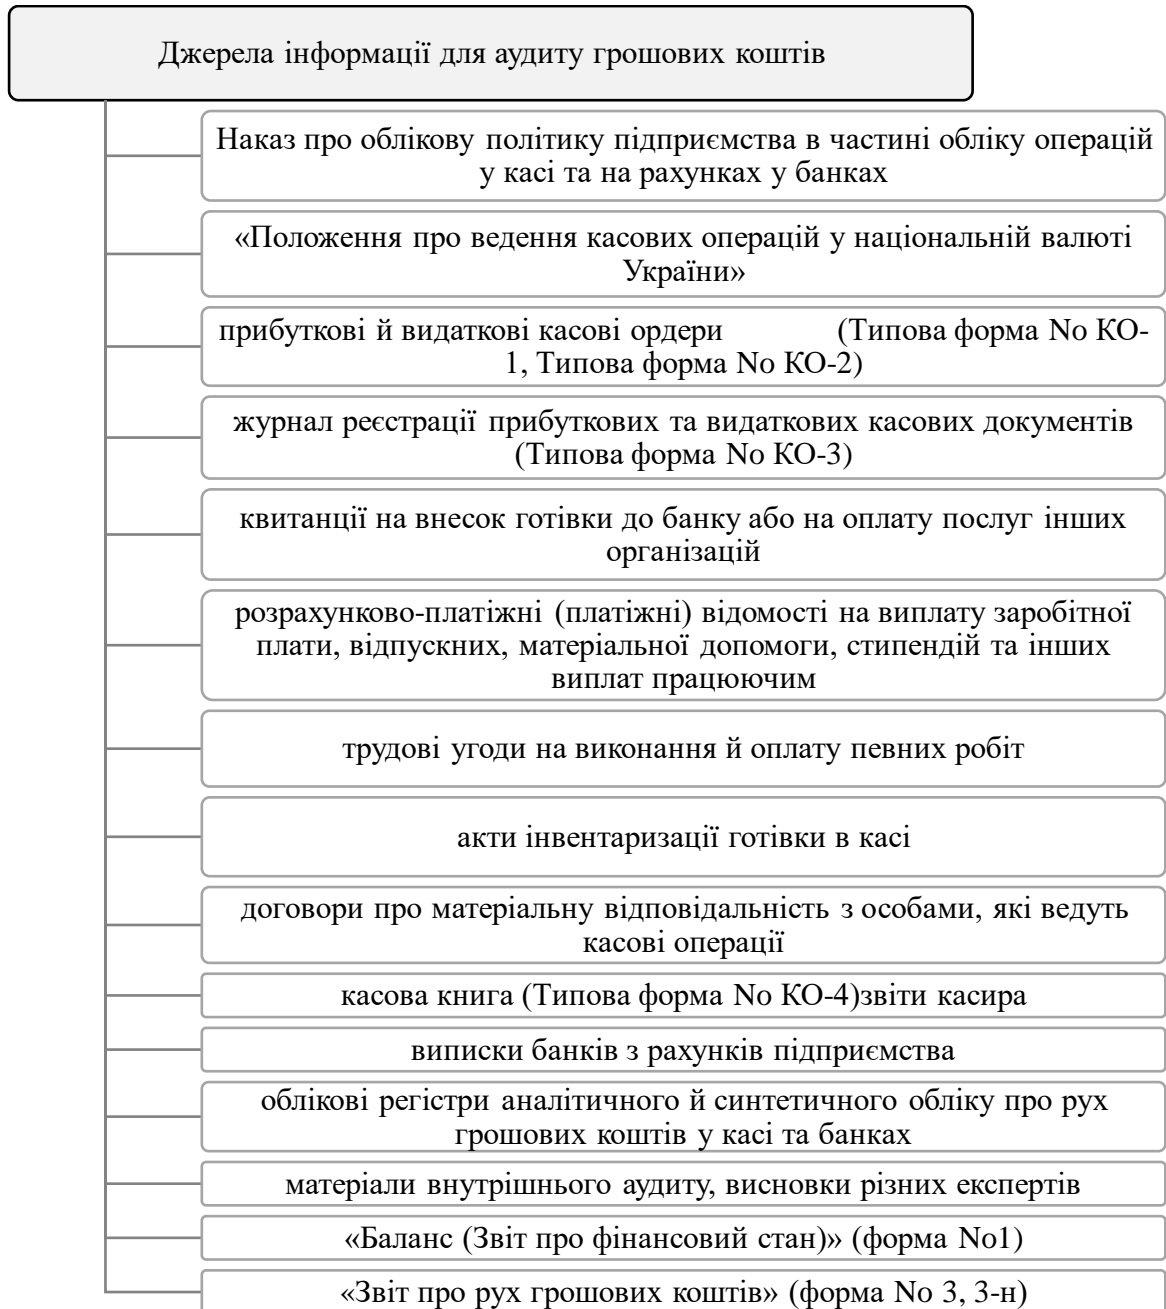 Джерела інформації для аудиту грошових коштів
Наказ про облікову політику підприємства в частині обліку операцій
у касі та на рахунках у банках
«Положення про ведення касових операцій у національній валюті
України»
прибуткові й видаткові касові ордери (Типова форма No КО-
1, Типова форма No КО-2)
журнал реєстрації прибуткових та видаткових касових документів
(Типова форма No КО-3)
квитанції на внесок готівки до банку або на оплату послуг інших
організацій
розрахунково-платіжні (платіжні) відомості на виплату заробітної
плати, відпускних, матеріальної допомоги, стипендій та інших
виплат працюючим
трудові угоди на виконання й оплату певних робіт
акти інвентаризації готівки в касі
договори про матеріальну відповідальність з особами, які ведуть
касові операції
касова книга (Типова форма No КО-4)звіти касира
виписки банків з рахунків підприємства
облікові регістри аналітичного й синтетичного обліку про рух
грошових коштів у касі та банках
матеріали внутрішнього аудиту, висновки різних експертів
«Баланс (Звіт про фінансовий стан)» (форма No1)
«Звіт про рух грошових коштів» (форма No 3, 3-н)